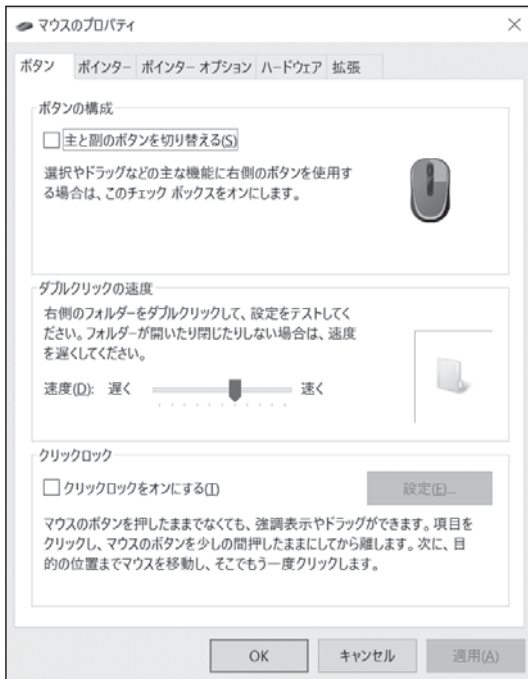 マウスのプロパティ
ボタン ポインター ポインター オプション ハードウェア 拡張
ボタンの構成
主と副のボタンを切り替える(S)
選択やドラッグなどの主な機能に右側のボタンを使用す
る場合は、このチェック ボックスをオンにします。
ダブルクリックの速度
右側のフォルダーをダブルクリックして、設定をテストしてく
ださい。フォルダーが開いたり閉じたりしない場合は、速度
を遅くしてください。
速度(D): 遅く 速く
クリックロック
クリックロックをオンにする(T)
設定(E)...
マウスのボタンを押したままでなくても、強調表示やドラッグができます。項目を
クリックし、マウスのボタンを少しの間押したままにしてから離します。次に、目
的の位置までマウスを移動し、そこでもう一度クリックします。
OK キャンセル 適用(A)